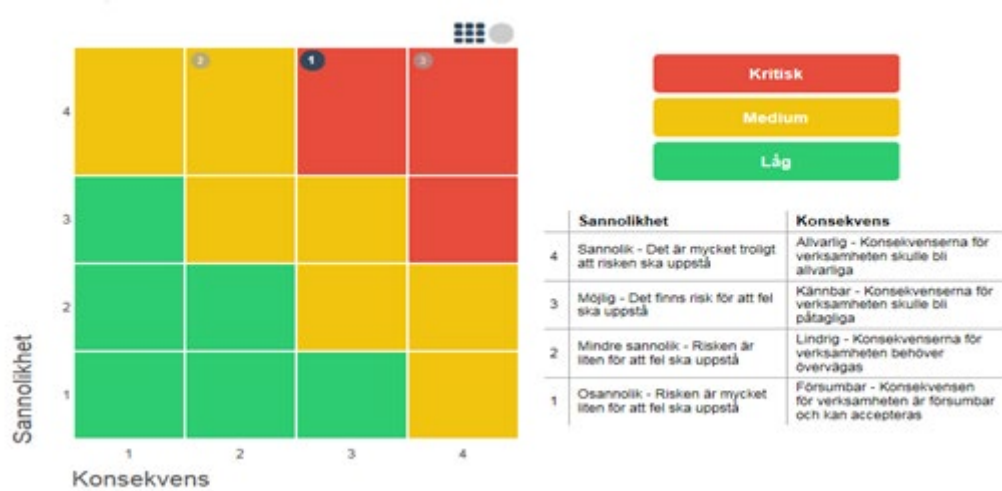 2
1
3
4
3
2
1
Sannolikhet
1
2
3
4
Konsekvens
Kritisk
Medium
Låg
Sannolikhet
Konsekvens
4
Sannolik - Det är mycket troligt
att risken ska uppstå
Allvarlig - Konsekvenserna för
verksamheten skulle bli
allvarliga
3
Möjlig - Det finns risk för att fel
ska uppstå
Kännbar - Konsekvenserna för
verksamheten skulle bli
påtagliga
2
Mindre sannolik - Risken är
liten för att fel ska uppstå
Lindrig - Konsekvenserna för
verksamheten behöver
övervägas
1
Osannolik - Risken är mycket
liten för att fel ska uppstå
Försumbar - Konsekvensen
för verksamheten är försumbar
och kan accepteras